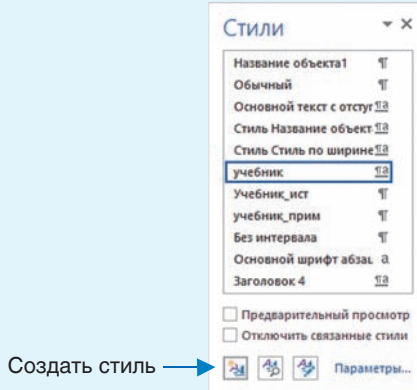 Стили
Название объекта1 ¶
Обычный ¶
Основной текст с отступ ¶a
Стиль Название объект ¶a
Стиль Стиль по ширине ¶a
учебник ¶a
Учебник_ист ¶
учебник_прим ¶
Без интервала ¶
Основной шрифт абзац a
Заголовок 4 ¶a
Предварительный просмотр
Отключить связанные стили
Создать стиль
Параметры...